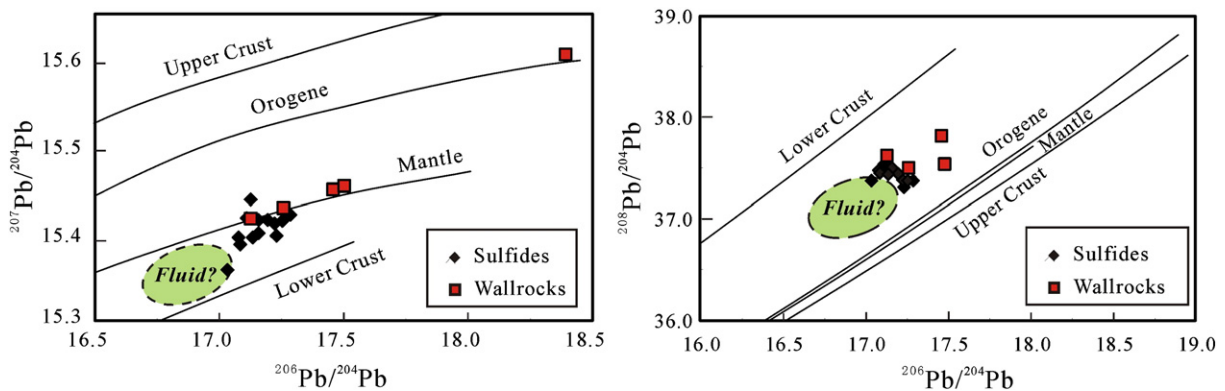 15.6
15.5
15.4
15.3
²⁰⁷Pb/²⁰⁴Pb
Upper Crust
Orogene
Mantle
Lower Crust
Fluid?
Sulfides
Wallrocks
16.5 17.0 17.5 18.0 18.5
²⁰⁶Pb/²⁰⁴Pb
39.0
38.0
37.0
36.0
²⁰⁸Pb/²⁰⁴Pb
Lower Crust
Orogene
Mantle
Upper Crust
Fluid?
Sulfides
Wallrocks
16.0 16.5 17.0 17.5 18.0 18.5 19.0
²⁰⁶Pb/²⁰⁴Pb